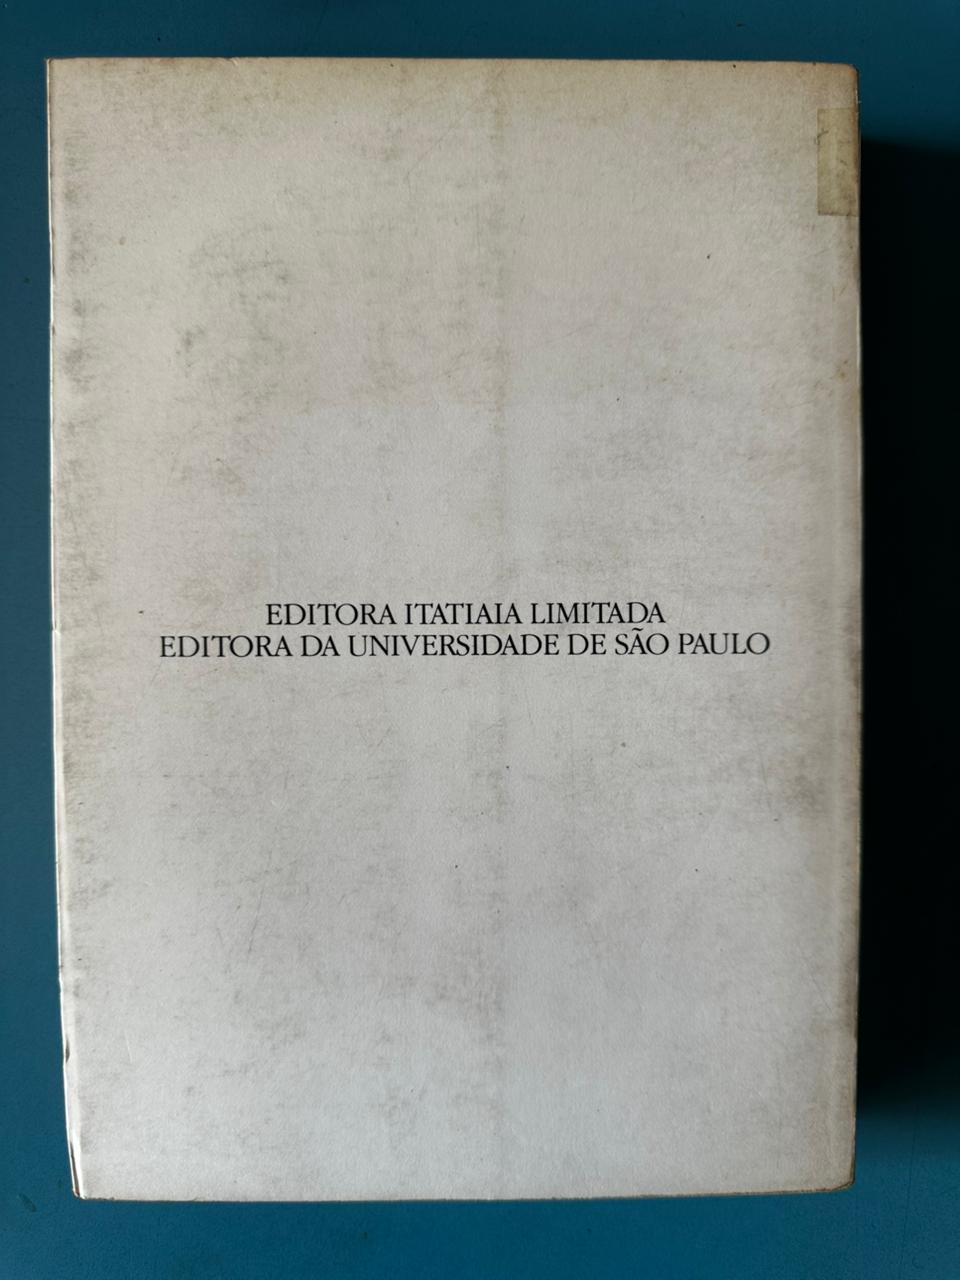 EDITORA ITATIAIA LIMITADA
EDITORA DA UNIVERSIDADE DE SÃO PAULO